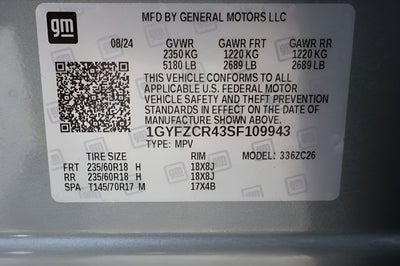 gm
MFD BY GENERAL MOTORS LLC
08/24 GVWR GAWR FRT GAWR RR
2350 KG 1220 KG 1220 KG
5180 LB 2689 LB 2689 LB
THIS VEHICLE CONFORMS TO ALL
APPLICABLE U.S. FEDERAL MOTOR
VEHICLE SAFETY, BUMPER, AND THEFT
PREVENTION STANDARDS IN EFFECT
ON THE DATE OF MANUFACTURE
SHOWN ABOVE.
1GYFZCR43SF109943
TYPE: MPV
TIRE SIZE RIM MODEL: 336ZC26
FRT 235/60R18 H 18X8J
RR 235/60R18 H 18X8J
SPA T145/70R17 M 17X4B